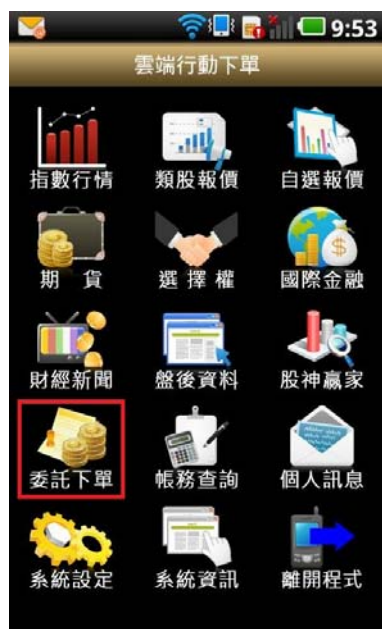 9:53
雲端行動下單
指數行情 類股報價 自選報價
期 貨 選 擇 權 國際金融
財經新聞 盤後資料 股神贏家
委託下單 帳務查詢 個人訊息
系統設定 系統資訊 離開程式